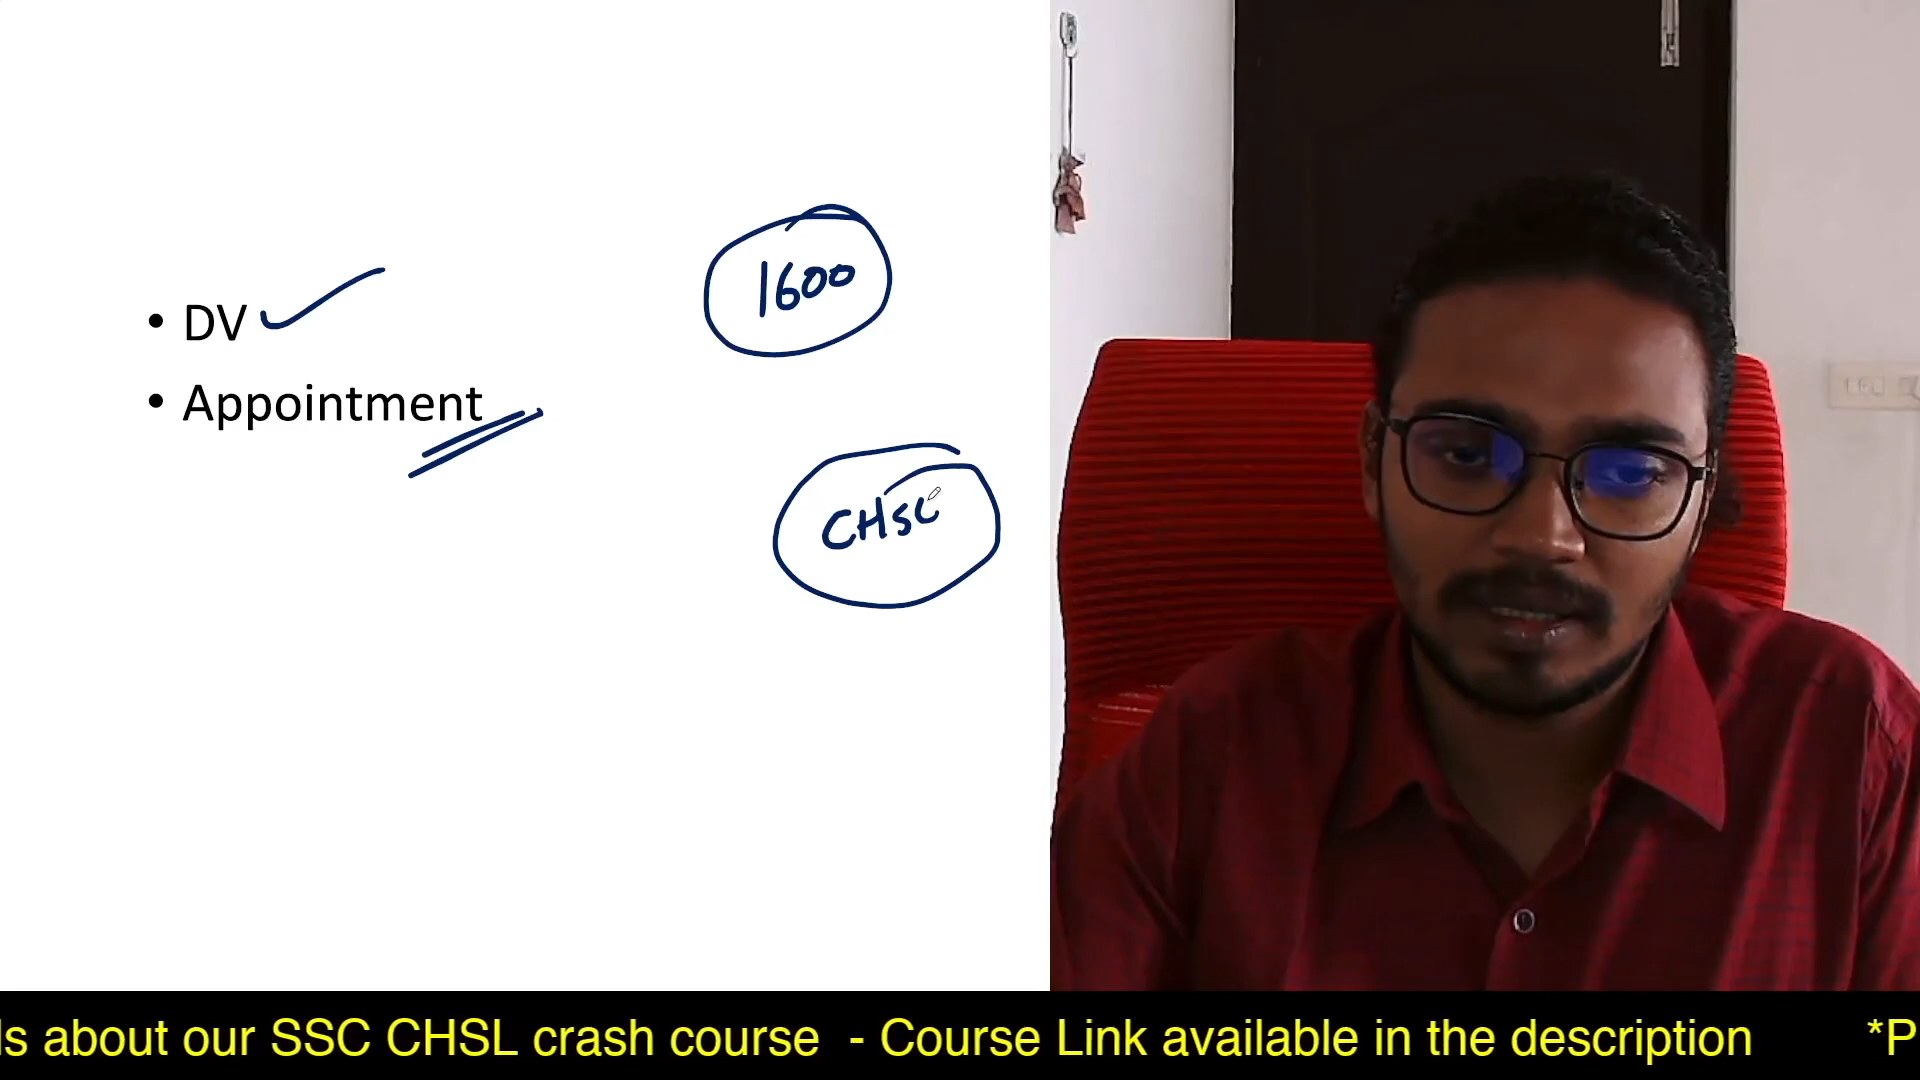 1600
• DV
• Appointment
CHSL
ls about our SSC CHSL crash course - Course Link available in the description *P